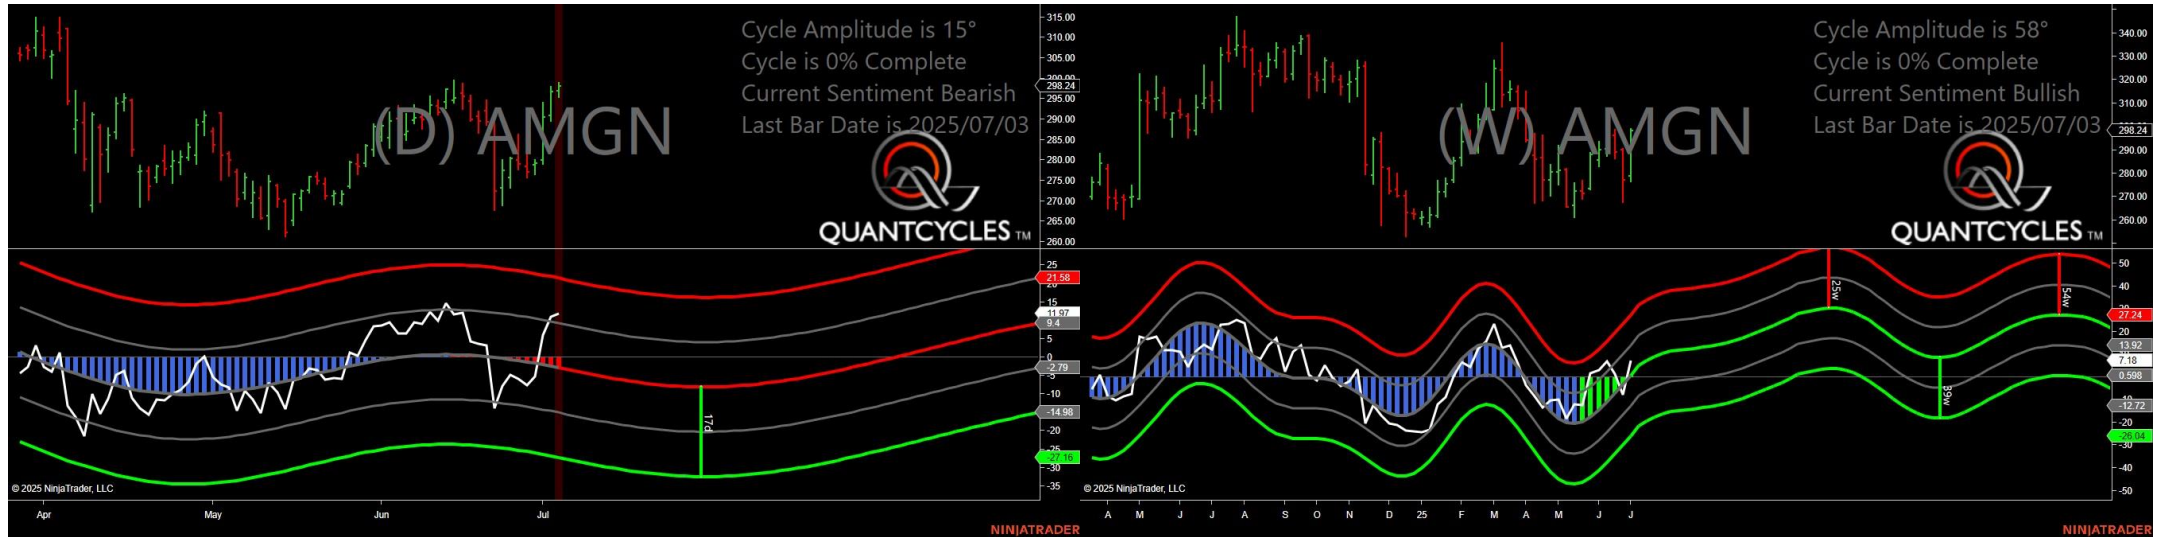 Cycle Amplitude is 15°
Cycle is 0% Complete
Current Sentiment Bearish
Last Bar Date is 2025/07/03
(D) AMGN
QUANTCYCLES TM
315.00
310.00
305.00
300.00
298.24
295.00
290.00
285.00
280.00
275.00
270.00
265.00
260.00
25
21.58
20
15
11.97
9.4
5
0
-2.79
-5
-10
-14.98
-20
-25
-27.16
-30
-35
17d
© 2025 NinjaTrader, LLC
Apr May Jun Jul
NINJATRADER
Cycle Amplitude is 58°
Cycle is 0% Complete
Current Sentiment Bullish
Last Bar Date is 2025/07/03
(W) AMGN
QUANTCYCLES TM
340.00
330.00
320.00
310.00
298.24
290.00
280.00
270.00
260.00
50
40
30
27.24
20
13.92
7.18
0.598
-10
-12.72
-20
-26.04
-30
-40
-50
25w
39w
54w
© 2025 NinjaTrader, LLC
A M J J A S O N D 25 F M A M J J
NINJATRADER